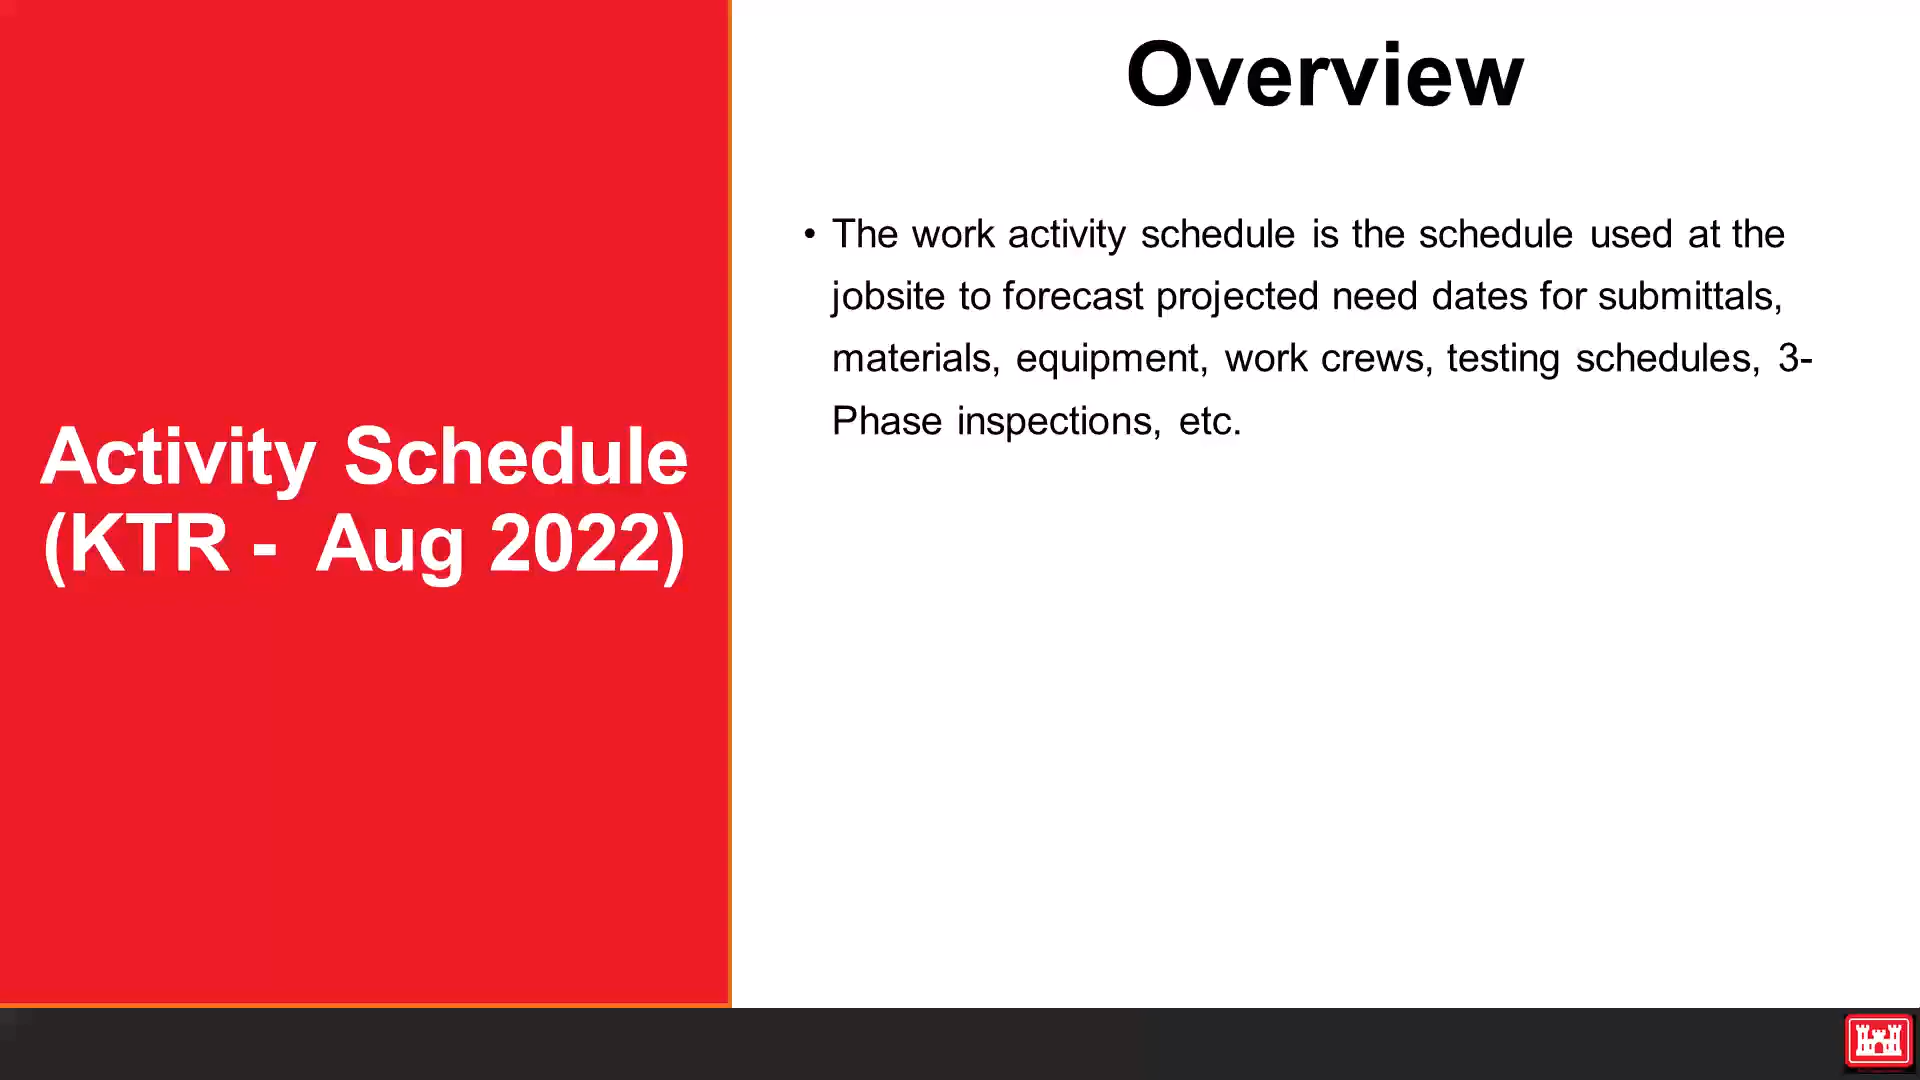 Activity Schedule
(KTR - Aug 2022)
Overview
• The work activity schedule is the schedule used at the
jobsite to forecast projected need dates for submittals,
materials, equipment, work crews, testing schedules, 3-
Phase inspections, etc.